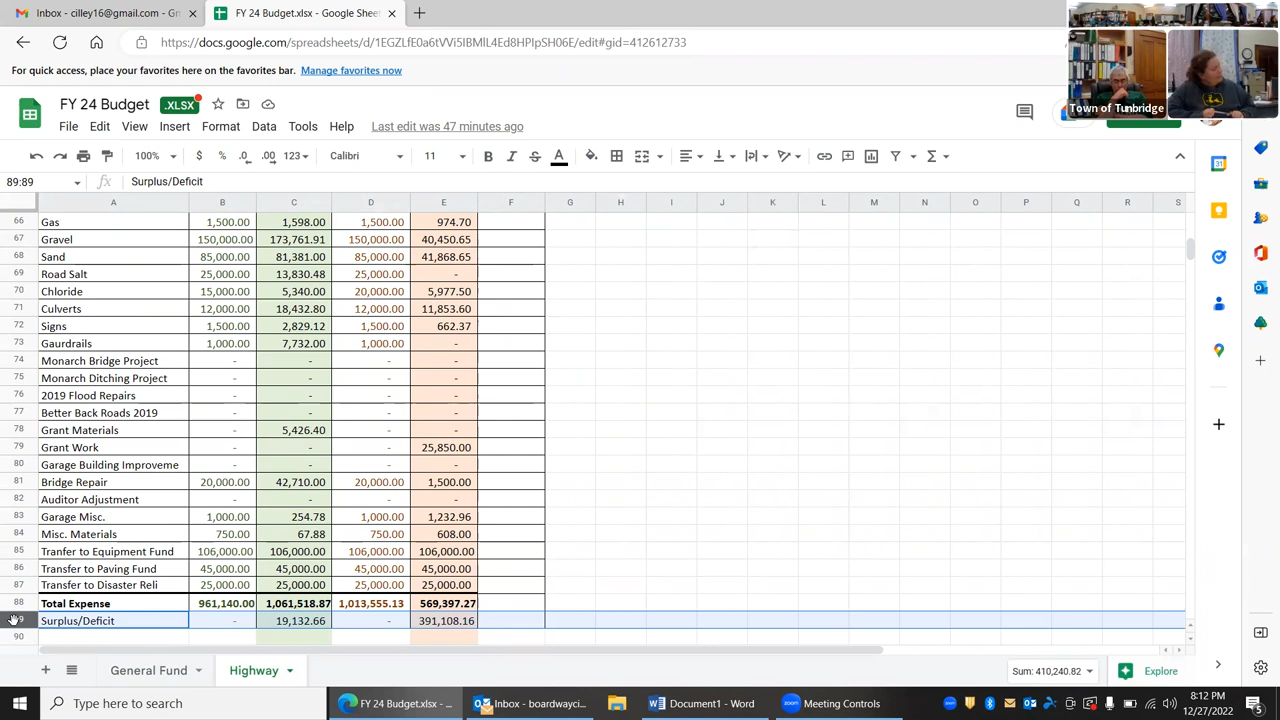 Inbox - cilley16@gmail.com - Gm
FY 24 Budget.xlsx - Google Sheet
https://docs.google.com/spreadsheets/d/1EGZLfE0a6tVVi5IBMIL4Ed8HPIpSH06E/edit#gid=412612733
For quick access, place your favorites here on the favorites bar. Manage favorites now
Town of Tunbridge
FY 24 Budget .XLSX
File Edit View Insert Format Data Tools Help Last edit was 47 minutes ago
100% $ % .0 .00 123 Calibri 11 B I S A
89:89 fx Surplus/Deficit
A B C D E F G H I J K L M N O P Q R S
66 Gas 1,500.00 1,598.00 1,500.00 974.70
67 Gravel 150,000.00 173,761.91 150,000.00 40,450.65
68 Sand 85,000.00 81,381.00 85,000.00 41,868.65
69 Road Salt 25,000.00 13,830.48 25,000.00 -
70 Chloride 15,000.00 5,340.00 20,000.00 5,977.50
71 Culverts 12,000.00 18,432.80 12,000.00 11,853.60
72 Signs 1,500.00 2,829.12 1,500.00 662.37
73 Gaurdrails 1,000.00 7,732.00 1,000.00 -
74 Monarch Bridge Project - - - -
75 Monarch Ditching Project - - - -
76 2019 Flood Repairs - - - -
77 Better Back Roads 2019 - - - -
78 Grant Materials - 5,426.40 - -
79 Grant Work - - - 25,850.00
80 Garage Building Improveme - - - -
81 Bridge Repair 20,000.00 42,710.00 20,000.00 1,500.00
82 Auditor Adjustment - - - -
83 Garage Misc. 1,000.00 254.78 1,000.00 1,232.96
84 Misc. Materials 750.00 67.88 750.00 608.00
85 Tranfer to Equipment Fund 106,000.00 106,000.00 106,000.00 106,000.00
86 Transfer to Paving Fund 45,000.00 45,000.00 45,000.00 45,000.00
87 Transfer to Disaster Reli 25,000.00 25,000.00 25,000.00 25,000.00
88 Total Expense 961,140.00 1,061,518.87 1,013,555.13 569,397.27
Surplus/Deficit - 19,132.66 - 391,108.16
90
General Fund Highway Sum: 410,240.82 Explore
Type here to search
FY 24 Budget.xlsx - ...
Inbox - boardwayci...
Document1 - Word
Meeting Controls
8:12 PM
12/27/2022
5